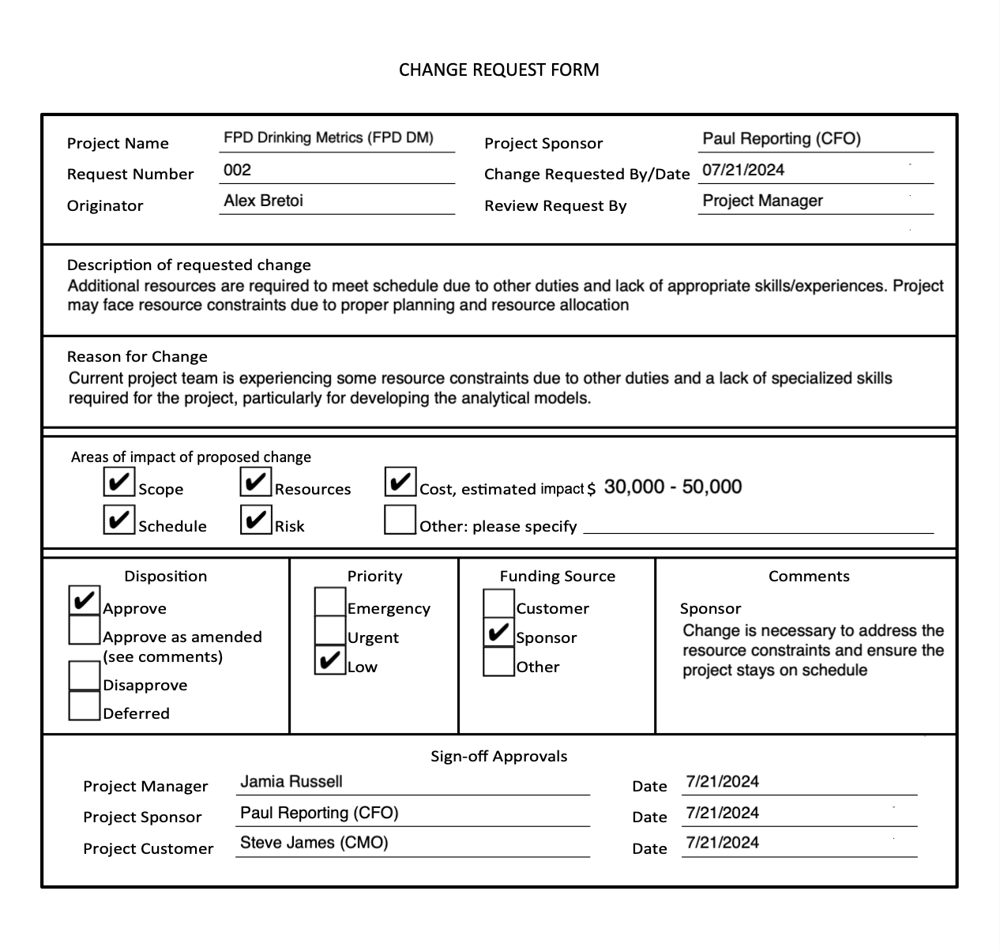 CHANGE REQUEST FORM
Project Name FPD Drinking Metrics (FPD DM) Project Sponsor Paul Reporting (CFO)
Request Number 002 Change Requested By/Date 07/21/2024
Originator Alex Bretoi Review Request By Project Manager
Description of requested change
Additional resources are required to meet schedule due to other duties and lack of appropriate skills/experiences. Project
may face resource constraints due to proper planning and resource allocation
Reason for Change
Current project team is experiencing some resource constraints due to other duties and a lack of specialized skills
required for the project, particularly for developing the analytical models.
Areas of impact of proposed change
✔ Scope ✔ Resources ✔ Cost, estimated impact $ 30,000 - 50,000
✔ Schedule ✔ Risk Other: please specify
Disposition
✔ Approve
Approve as amended
(see comments)
Disapprove
Deferred
Priority
Emergency
Urgent
✔ Low
Funding Source
Customer
✔ Sponsor
Other
Comments
Sponsor
Change is necessary to address the
resource constraints and ensure the
project stays on schedule
Sign-off Approvals
Project Manager Jamia Russell Date 7/21/2024
Project Sponsor Paul Reporting (CFO) Date 7/21/2024
Project Customer Steve James (CMO) Date 7/21/2024